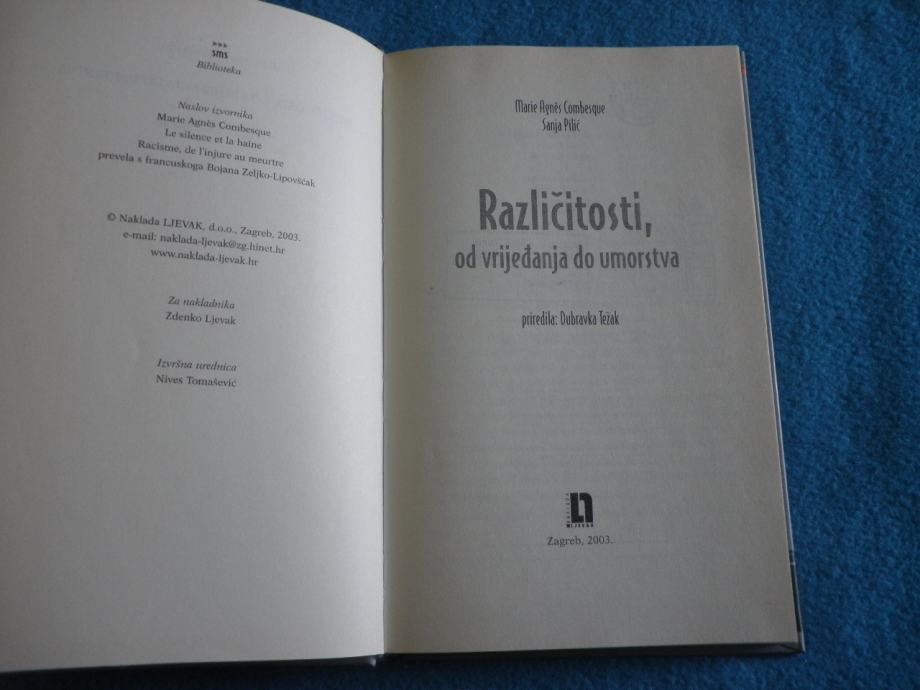 ▸▸▸
sms
Biblioteka
Naslov izvornika
Marie Agnès Combesque
Le silence et la haine
Racisme, de l'injure au meurtre
prevela s francuskoga Bojana Zeljko-Lipovšćak
© Naklada LJEVAK, d.o.o., Zagreb, 2003.
e-mail: naklada-ljevak@zg.htnet.hr
www.naklada-ljevak.hr
Za nakladnika
Zdenko Ljevak
Izvršna urednica
Nives Tomašević
Marie Agnès Combesque
Sanja Pilić
Različitosti,
od vrijeđanja do umorstva
priredila: Dubravka Težak
NAKLADA
LJEVAK
Zagreb, 2003.